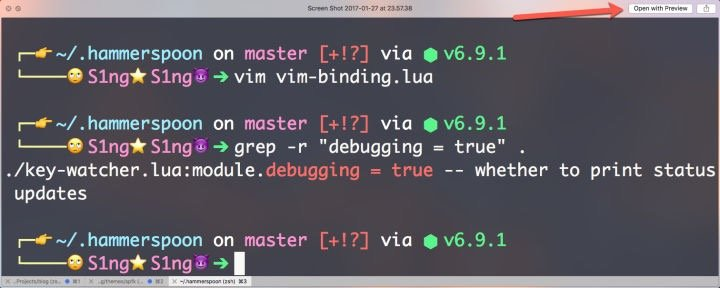 Screen Shot 2017-01-27 at 23.57.38
Open with Preview
~/.hammerspoon on master [+!?] via ⬢ v6.9.1
S1ng⭐S1ng😈➜ vim vim-binding.lua
~/.hammerspoon on master [+!?] via ⬢ v6.9.1
S1ng⭐S1ng😈➜ grep -r "debugging = true" .
./key-watcher.lua:module.debugging = true -- whether to print status
updates
~/.hammerspoon on master [+!?] via ⬢ v6.9.1
S1ng⭐S1ng😈➜
..Projects/blog (zs... ⌘1
..g/themes/spfk (... ⌘2
~/.hammerspoon (zsh) ⌘3